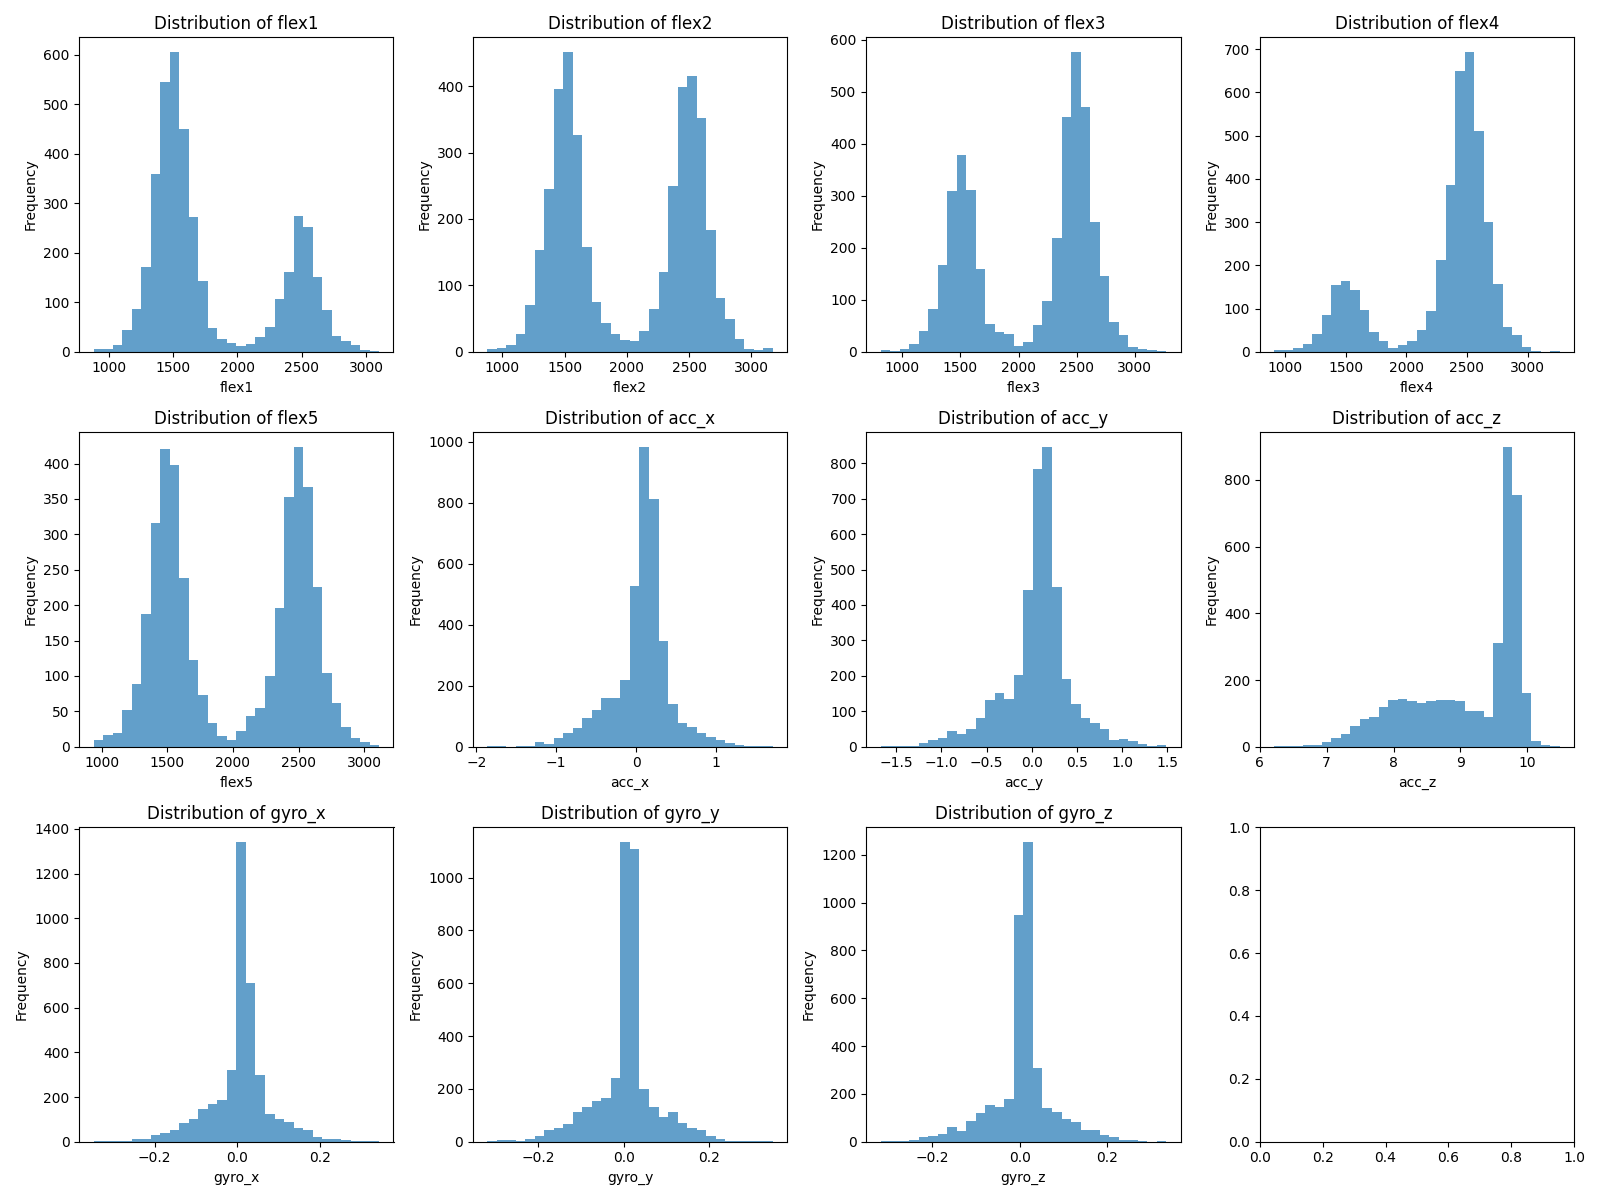 Distribution of flex1
Frequency
600
500
400
300
200
100
0
1000 1500 2000 2500 3000
flex1
Distribution of flex2
Frequency
400
300
200
100
0
1000 1500 2000 2500 3000
flex2
Distribution of flex3
Frequency
600
500
400
300
200
100
0
1000 1500 2000 2500 3000
flex3
Distribution of flex4
Frequency
700
600
500
400
300
200
100
0
1000 1500 2000 2500 3000
flex4
Distribution of flex5
Frequency
400
350
300
250
200
150
100
50
0
1000 1500 2000 2500 3000
flex5
Distribution of acc_x
Frequency
1000
800
600
400
200
0
−2 −1 0 1
acc_x
Distribution of acc_y
Frequency
800
700
600
500
400
300
200
100
0
−1.5 −1.0 −0.5 0.0 0.5 1.0 1.5
acc_y
Distribution of acc_z
Frequency
800
600
400
200
0
6 7 8 9 10
acc_z
Distribution of gyro_x
Frequency
1400
1200
1000
800
600
400
200
0
−0.2 0.0 0.2
gyro_x
Distribution of gyro_y
Frequency
1000
800
600
400
200
0
−0.2 0.0 0.2
gyro_y
Distribution of gyro_z
Frequency
1200
1000
800
600
400
200
0
−0.2 0.0 0.2
gyro_z
1.0
0.8
0.6
0.4
0.2
0.0
0.0 0.2 0.4 0.6 0.8 1.0